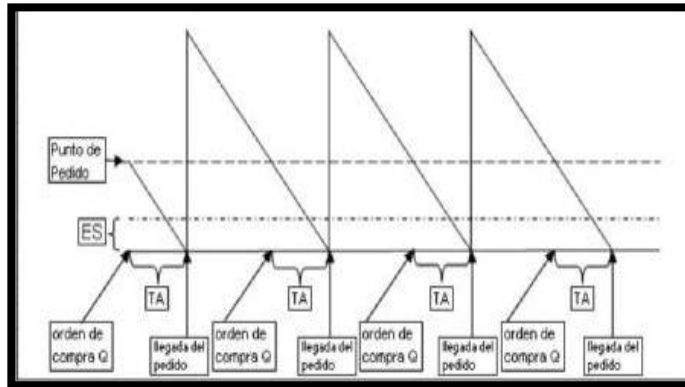 Punto de
Pedido
ES
TA
TA
TA
TA
orden de
compra Q
llegada del
pedido
orden de
compra Q
llegada del
pedido
orden de
compra Q
llegada del
pedido
orden de
compra Q
llegada del
pedido